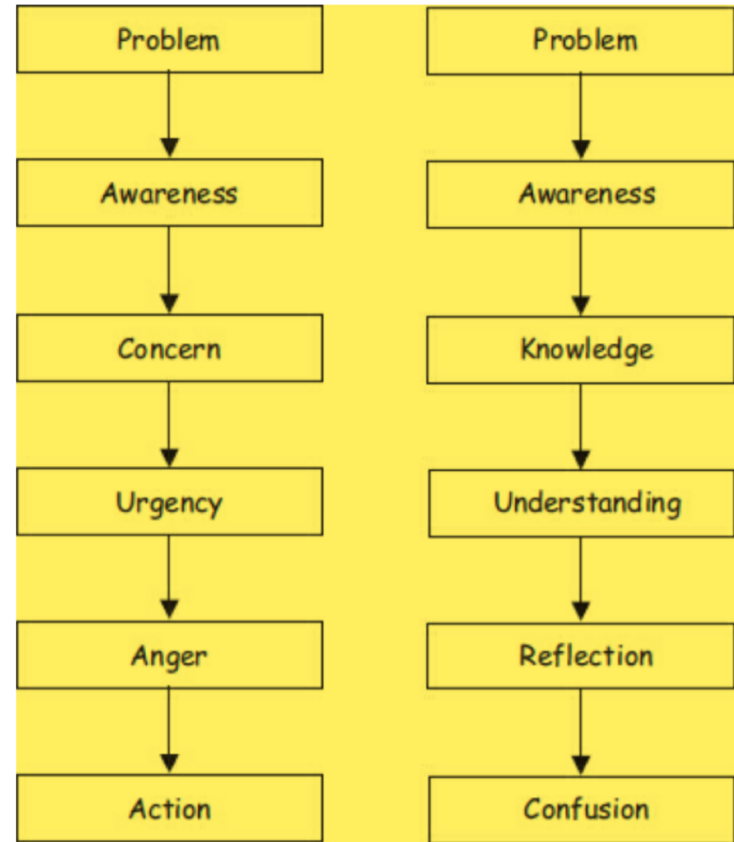 Problem
Awareness
Concern
Urgency
Anger
Action
Problem
Awareness
Knowledge
Understanding
Reflection
Confusion